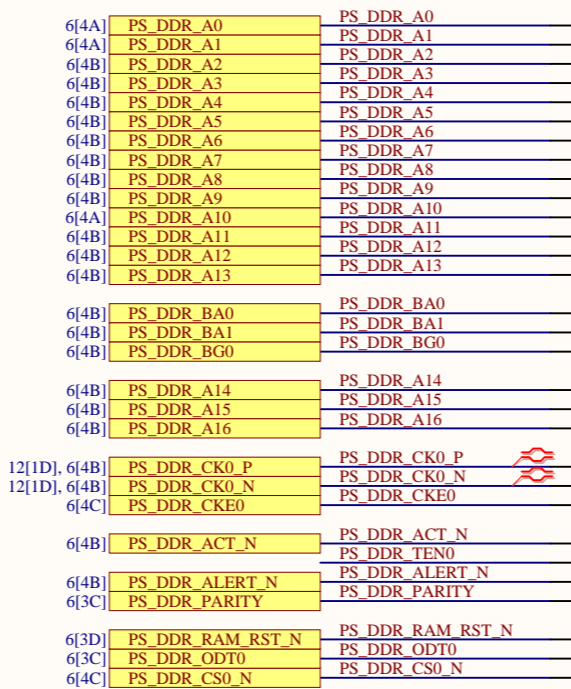 6[4A] PS_DDR_A0 PS_DDR_A0
6[4A] PS_DDR_A1 PS_DDR_A1
6[4B] PS_DDR_A2 PS_DDR_A2
6[4B] PS_DDR_A3 PS_DDR_A3
6[4B] PS_DDR_A4 PS_DDR_A4
6[4B] PS_DDR_A5 PS_DDR_A5
6[4B] PS_DDR_A6 PS_DDR_A6
6[4B] PS_DDR_A7 PS_DDR_A7
6[4B] PS_DDR_A8 PS_DDR_A8
6[4B] PS_DDR_A9 PS_DDR_A9
6[4A] PS_DDR_A10 PS_DDR_A10
6[4B] PS_DDR_A11 PS_DDR_A11
6[4B] PS_DDR_A12 PS_DDR_A12
6[4B] PS_DDR_A13 PS_DDR_A13
6[4B] PS_DDR_BA0 PS_DDR_BA0
6[4B] PS_DDR_BA1 PS_DDR_BA1
6[4B] PS_DDR_BG0 PS_DDR_BG0
6[4B] PS_DDR_A14 PS_DDR_A14
6[4B] PS_DDR_A15 PS_DDR_A15
6[4B] PS_DDR_A16 PS_DDR_A16
12[1D], 6[4B] PS_DDR_CK0_P PS_DDR_CK0_P
12[1D], 6[4B] PS_DDR_CK0_N PS_DDR_CK0_N
6[4C] PS_DDR_CKE0 PS_DDR_CKE0
6[4B] PS_DDR_ACT_N PS_DDR_ACT_N
PS_DDR_TEN0
6[4B] PS_DDR_ALERT_N PS_DDR_ALERT_N
6[3C] PS_DDR_PARITY PS_DDR_PARITY
6[3D] PS_DDR_RAM_RST_N PS_DDR_RAM_RST_N
6[3C] PS_DDR_ODT0 PS_DDR_ODT0
6[4C] PS_DDR_CS0_N PS_DDR_CS0_N